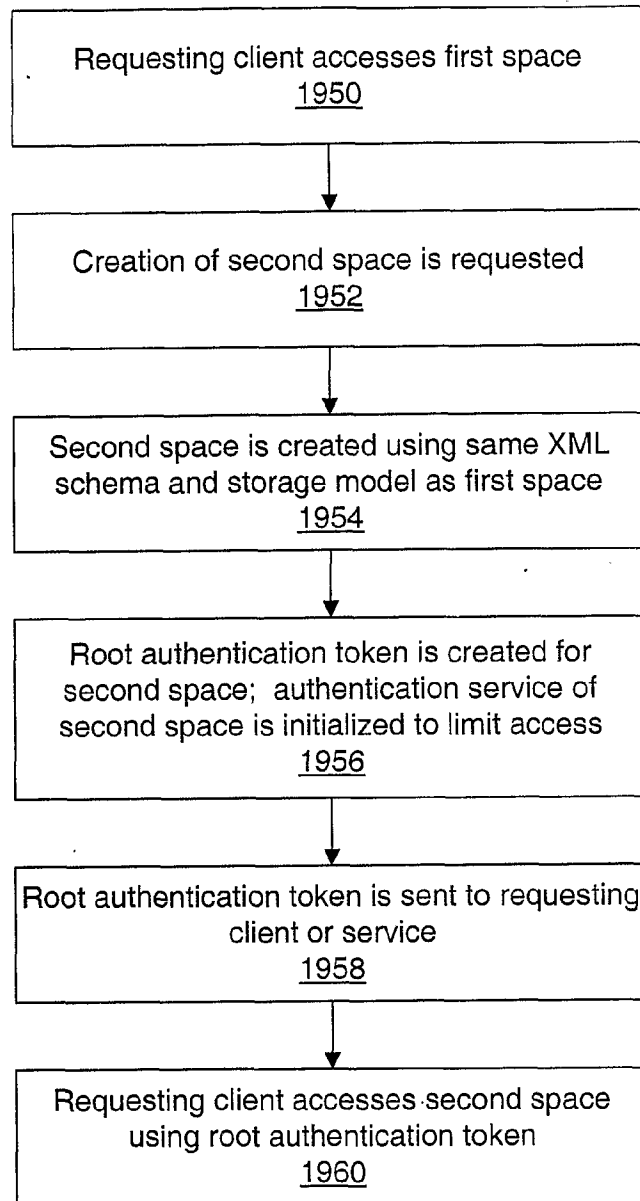 Requesting client accesses first space
1950
Creation of second space is requested
1952
Second space is created using same XML
schema and storage model as first space
1954
Root authentication token is created for
second space; authentication service of
second space is initialized to limit access
1956
Root authentication token is sent to requesting
client or service
1958
Requesting client accesses second space
using root authentication token
1960